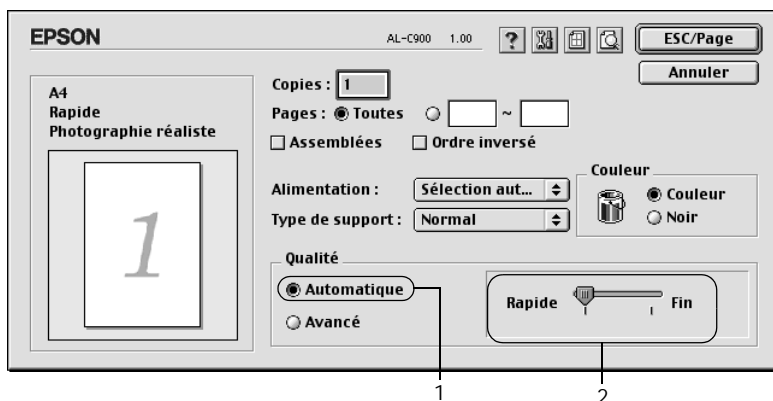 EPSON
AL-C900 1.00
?
ESC/Page
Annuler
A4
Rapide
Photographie réaliste
1
Copies : 1
Pages : Toutes ~
Assemblées Ordre inversé
Alimentation : Sélection aut...
Type de support : Normal
Couleur
Couleur
Noir
Qualité
Automatique
Avancé
Rapide Fin
1 2